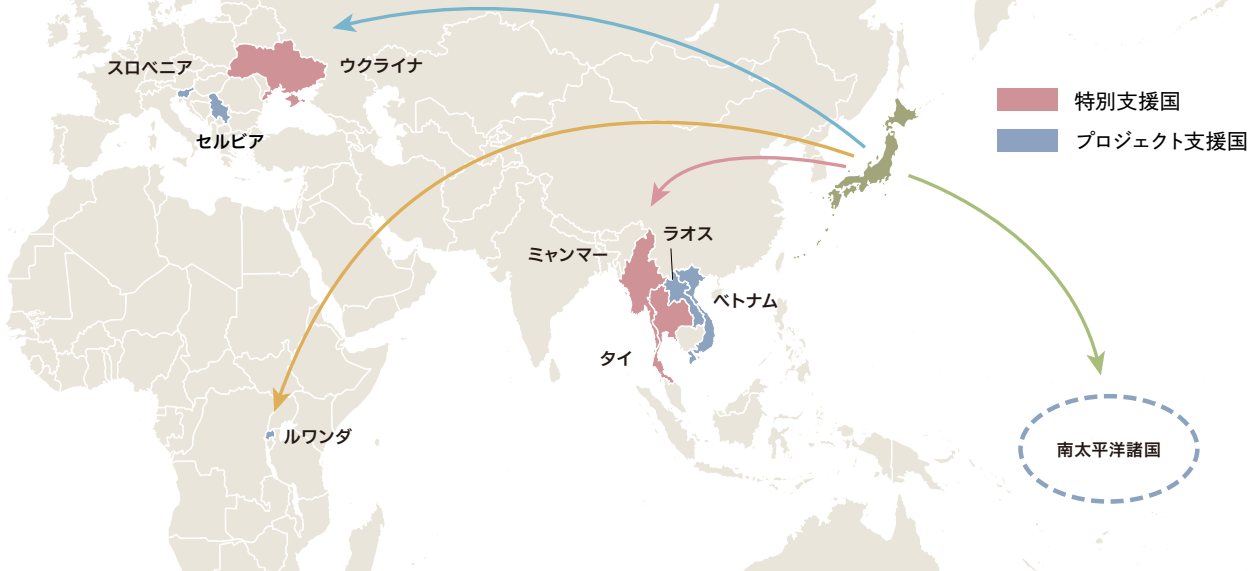 スロベニア
ウクライナ
セルビア
特別支援国
プロジェクト支援国
ラオス
ミャンマー
ベトナム
タイ
ルワンダ
南太平洋諸国